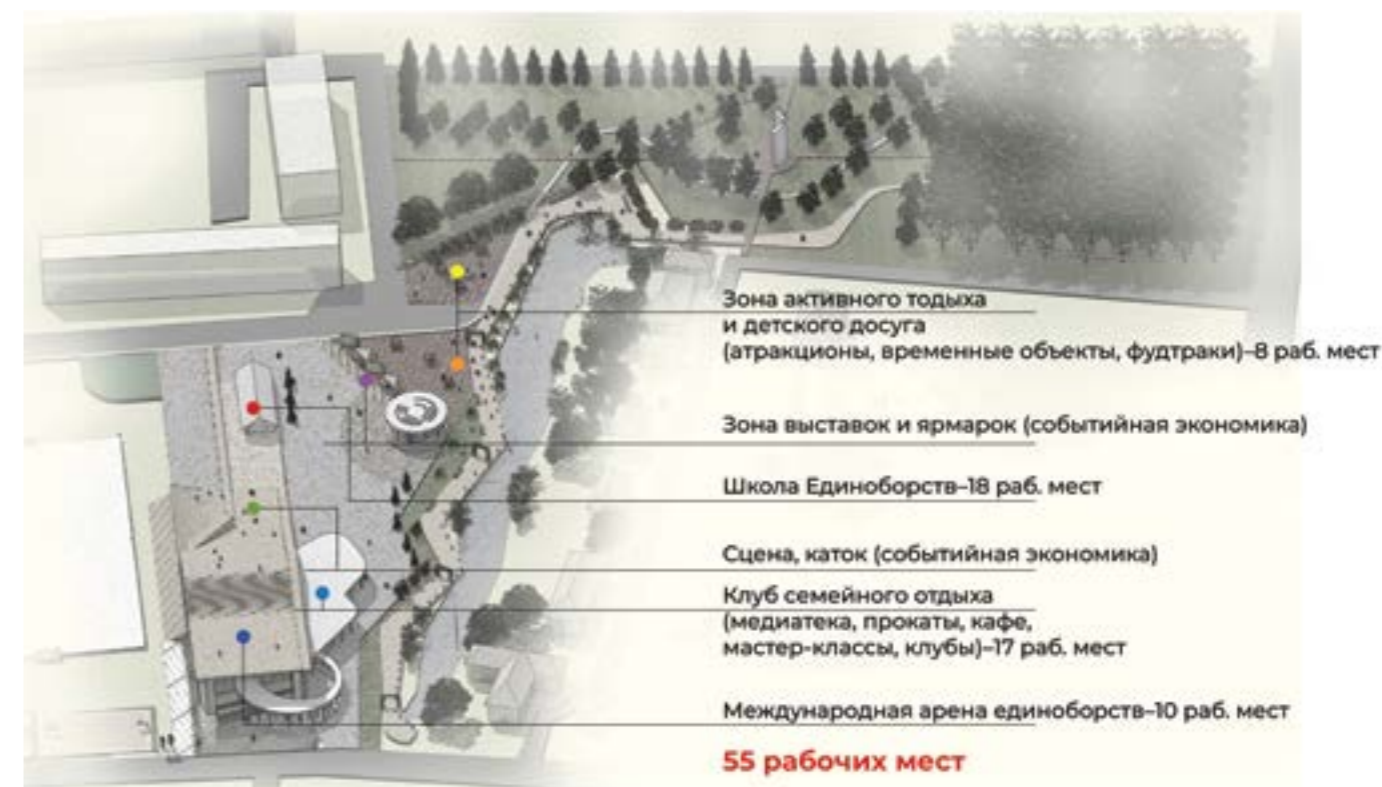 Зона активного тодыха
и детского досуга
(атракционы, временные объекты, фудтраки)–8 раб. мест
Зона выставок и ярмарок (событийная экономика)
Школа Единоборств–18 раб. мест
Сцена, каток (событийная экономика)
Клуб семейного отдыха
(медиатека, прокаты, кафе,
мастер-классы, клубы)–17 раб. мест
Международная арена единоборств–10 раб. мест
55 рабочих мест